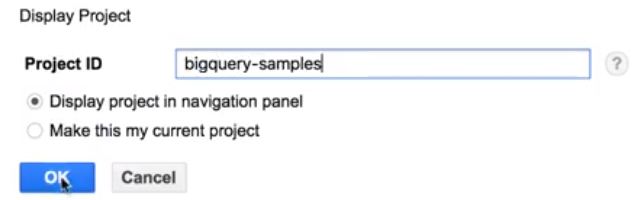 Display Project
Project ID bigquery-samples ?
Display project in navigation panel
Make this my current project
OK Cancel